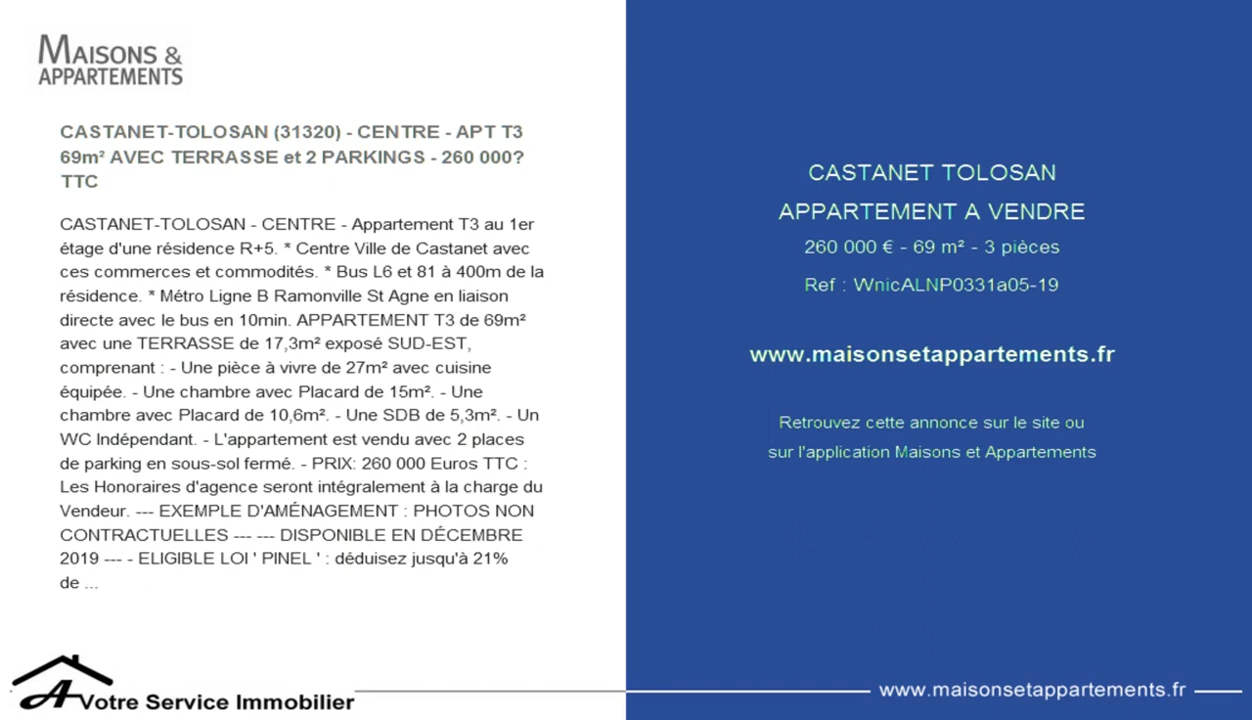 MAISONS &
APPARTEMENTS
CASTANET-TOLOSAN (31320) - CENTRE - APT T3
69m² AVEC TERRASSE et 2 PARKINGS - 260 000?
TTC
CASTANET-TOLOSAN - CENTRE - Appartement T3 au 1er
étage d'une résidence R+5. * Centre Ville de Castanet avec
ces commerces et commodités. * Bus L6 et 81 à 400m de la
résidence. * Métro Ligne B Ramonville St Agne en liaison
directe avec le bus en 10min. APPARTEMENT T3 de 69m²
avec une TERRASSE de 17,3m² exposé SUD-EST,
comprenant : - Une pièce à vivre de 27m² avec cuisine
équipée. - Une chambre avec Placard de 15m². - Une
chambre avec Placard de 10,6m². - Une SDB de 5,3m². - Un
WC Indépendant. - L'appartement est vendu avec 2 places
de parking en sous-sol fermé. - PRIX: 260 000 Euros TTC :
Les Honoraires d'agence seront intégralement à la charge du
Vendeur. --- EXEMPLE D'AMÉNAGEMENT : PHOTOS NON
CONTRACTUELLES --- --- DISPONIBLE EN DÉCEMBRE
2019 --- - ELIGIBLE LOI ' PINEL ' : déduisez jusqu'à 21%
de ...
A Votre Service Immobilier
CASTANET TOLOSAN
APPARTEMENT A VENDRE
260 000 € - 69 m² - 3 pièces
Ref : WnicALNP0331a05-19
www.maisonsetappartements.fr
Retrouvez cette annonce sur le site ou
sur l'application Maisons et Appartements
www.maisonsetappartements.fr